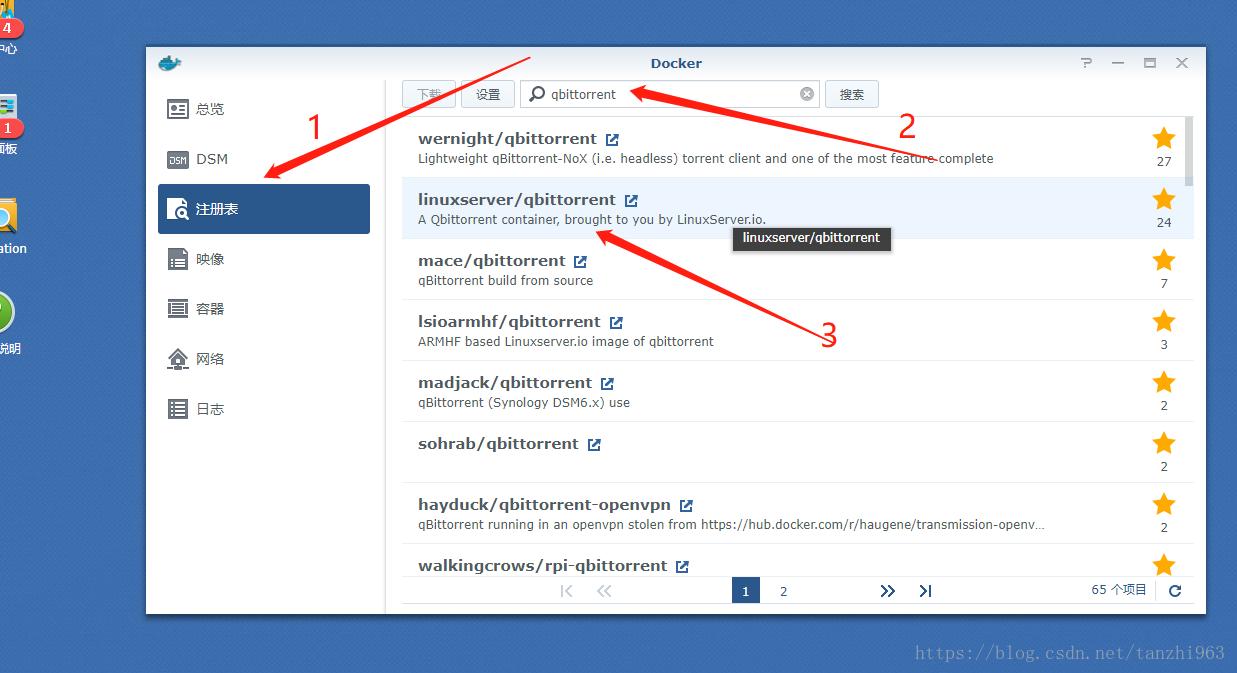 4
中心
1
面板
ation
说明
Docker
总览
DSM
DSM
注册表
映像
容器
网络
日志
1
下载
设置
qbittorrent
搜索
2
wernight/qbittorrent
Lightweight qBittorrent-NoX (i.e. headless) torrent client and one of the most feature-complete
27
linuxserver/qbittorrent
A Qbittorrent container, brought to you by LinuxServer.io.
24
linuxserver/qbittorrent
mace/qbittorrent
qBittorrent build from source
7
3
lsioarmhf/qbittorrent
ARMHF based Linuxserver.io image of qbittorrent
3
madjack/qbittorrent
qBittorrent (Synology DSM6.x) use
2
sohrab/qbittorrent
2
hayduck/qbittorrent-openvpn
qBittorrent running in an openvpn stolen from https://hub.docker.com/r/haugene/transmission-openv...
2
walkingcrows/rpi-qbittorrent
1
2
65 个项目
https://blog.csdn.net/tanzhi963